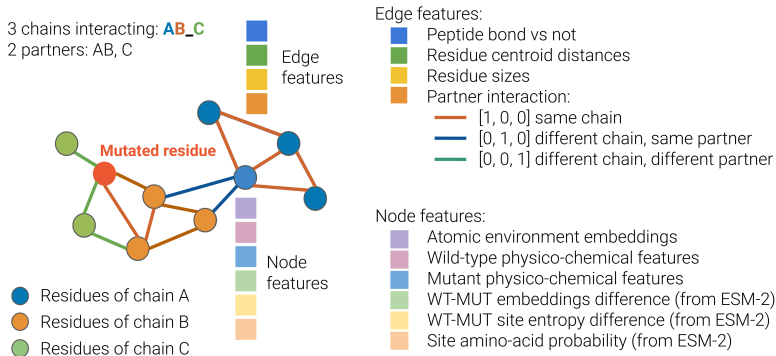 3 chains interacting: AB_C
2 partners: AB, C
Edge
features
Mutated residue
Node
features
Residues of chain A
Residues of chain B
Residues of chain C
Edge features:
Peptide bond vs not
Residue centroid distances
Residue sizes
Partner interaction:
[1, 0, 0] same chain
[0, 1, 0] different chain, same partner
[0, 0, 1] different chain, different partner
Node features:
Atomic environment embeddings
Wild-type physico-chemical features
Mutant physico-chemical features
WT-MUT embeddings difference (from ESM-2)
WT-MUT site entropy difference (from ESM-2)
Site amino-acid probability (from ESM-2)